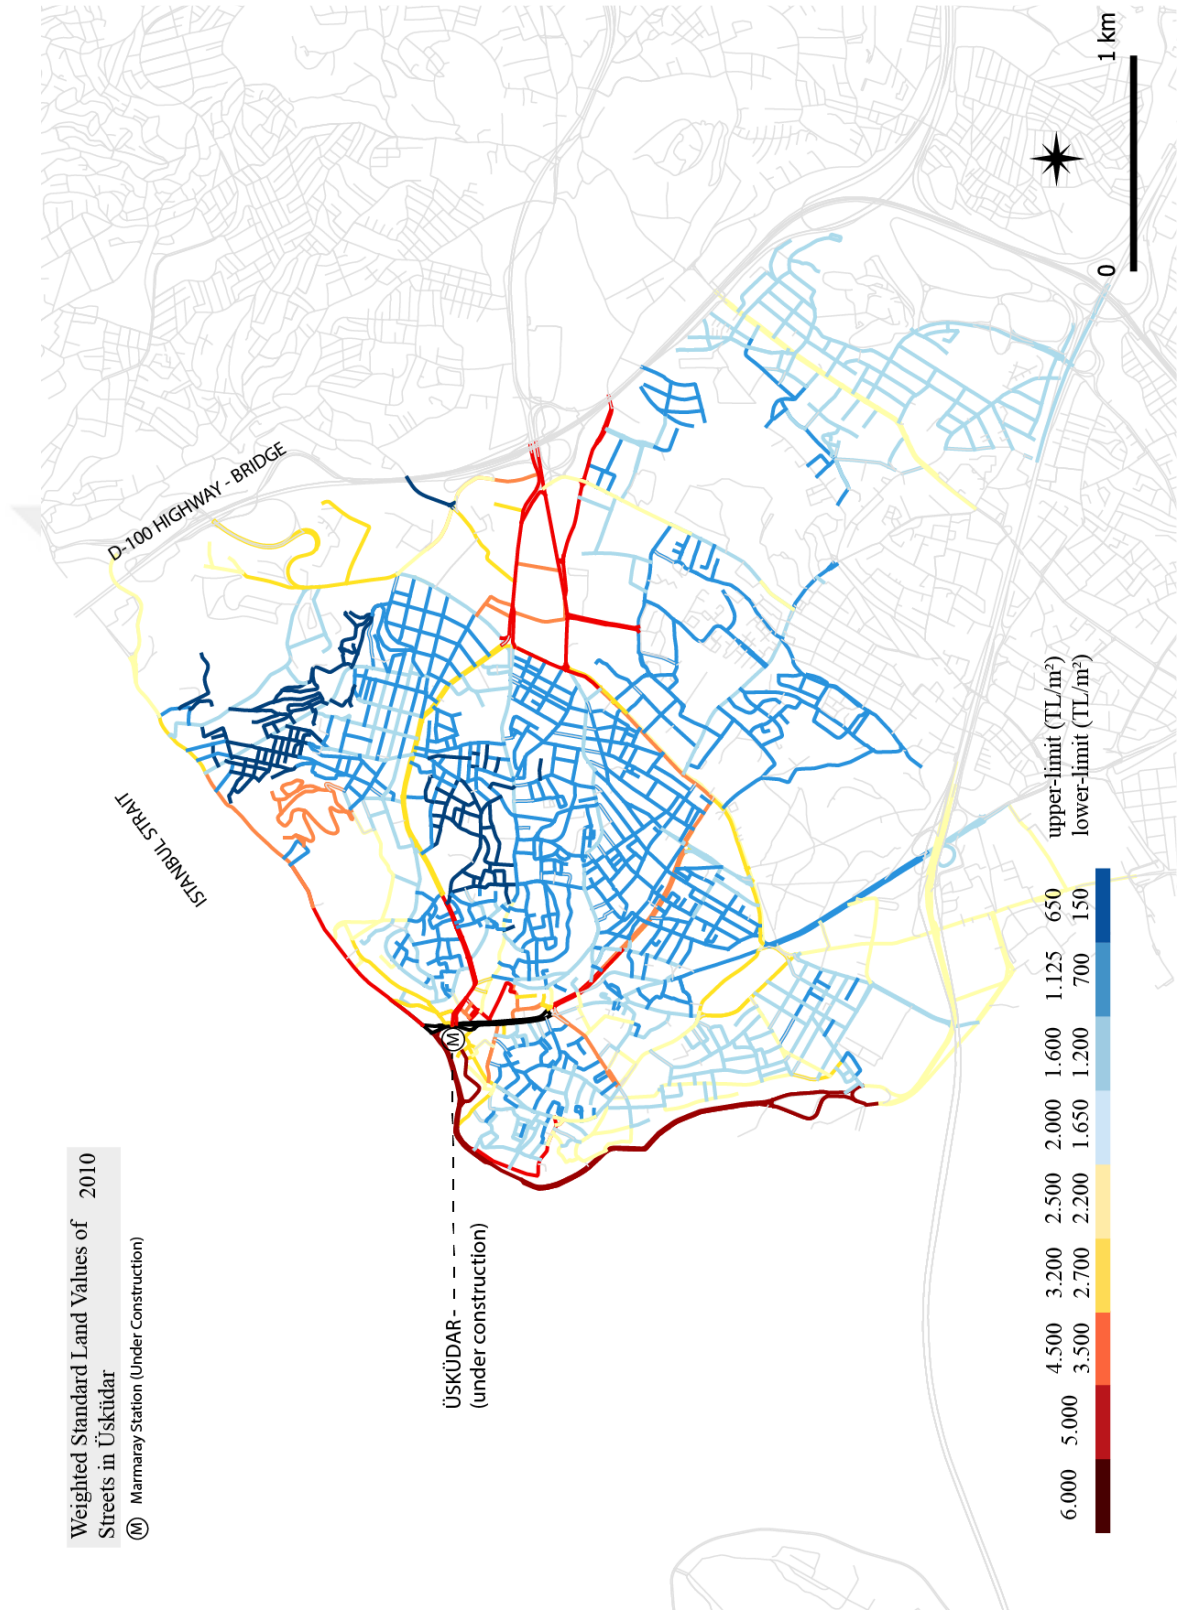 Weighted Standard Land Values of 2010
Streets in Üsküdar
Ⓜ Marmaray Station (Under Construction)
ISTANBUL STRAIT
D-100 HIGHWAY - BRIDGE
ÜSKÜDAR
(under construction)
M
0 1 km
6.000 5.000 4.500 3.200 2.500 2.000 1.600 1.125 650 upper-limit (TL/m²)
3.500 2.700 2.200 1.650 1.200 700 150 lower-limit (TL/m²)